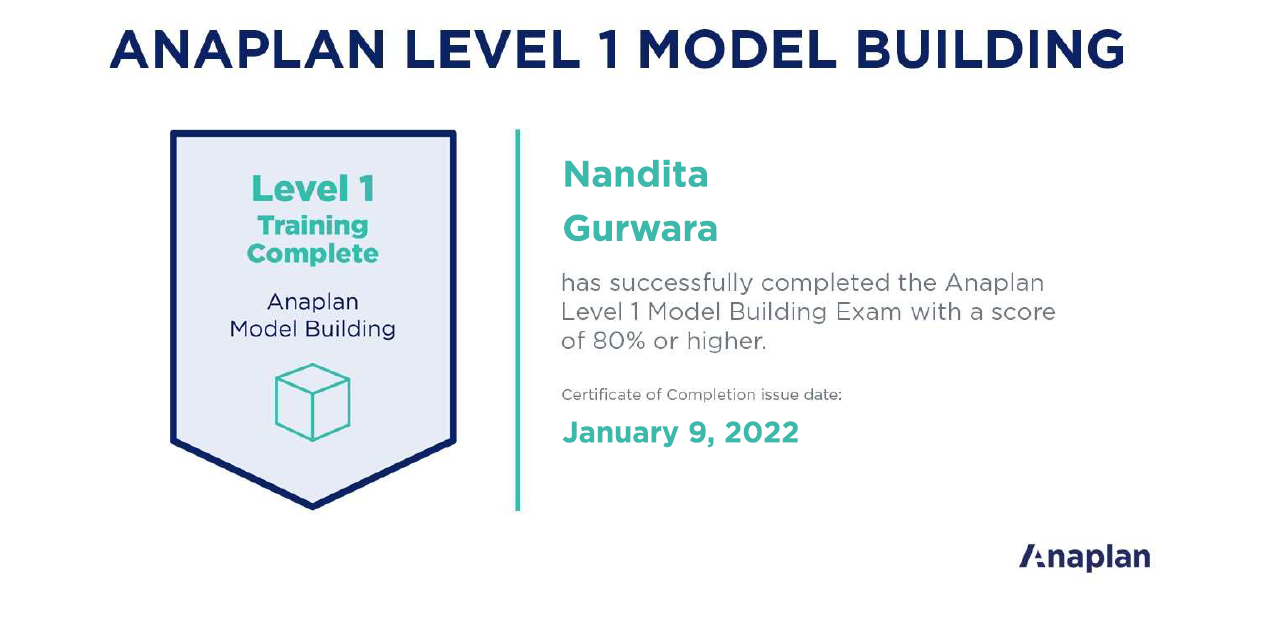 ANAPLAN LEVEL 1 MODEL BUILDING
Level 1
Training
Complete
Anaplan
Model Building
Nandita
Gurwara
has successfully completed the Anaplan
Level 1 Model Building Exam with a score
of 80% or higher.
Certificate of Completion issue date:
January 9, 2022
Anaplan